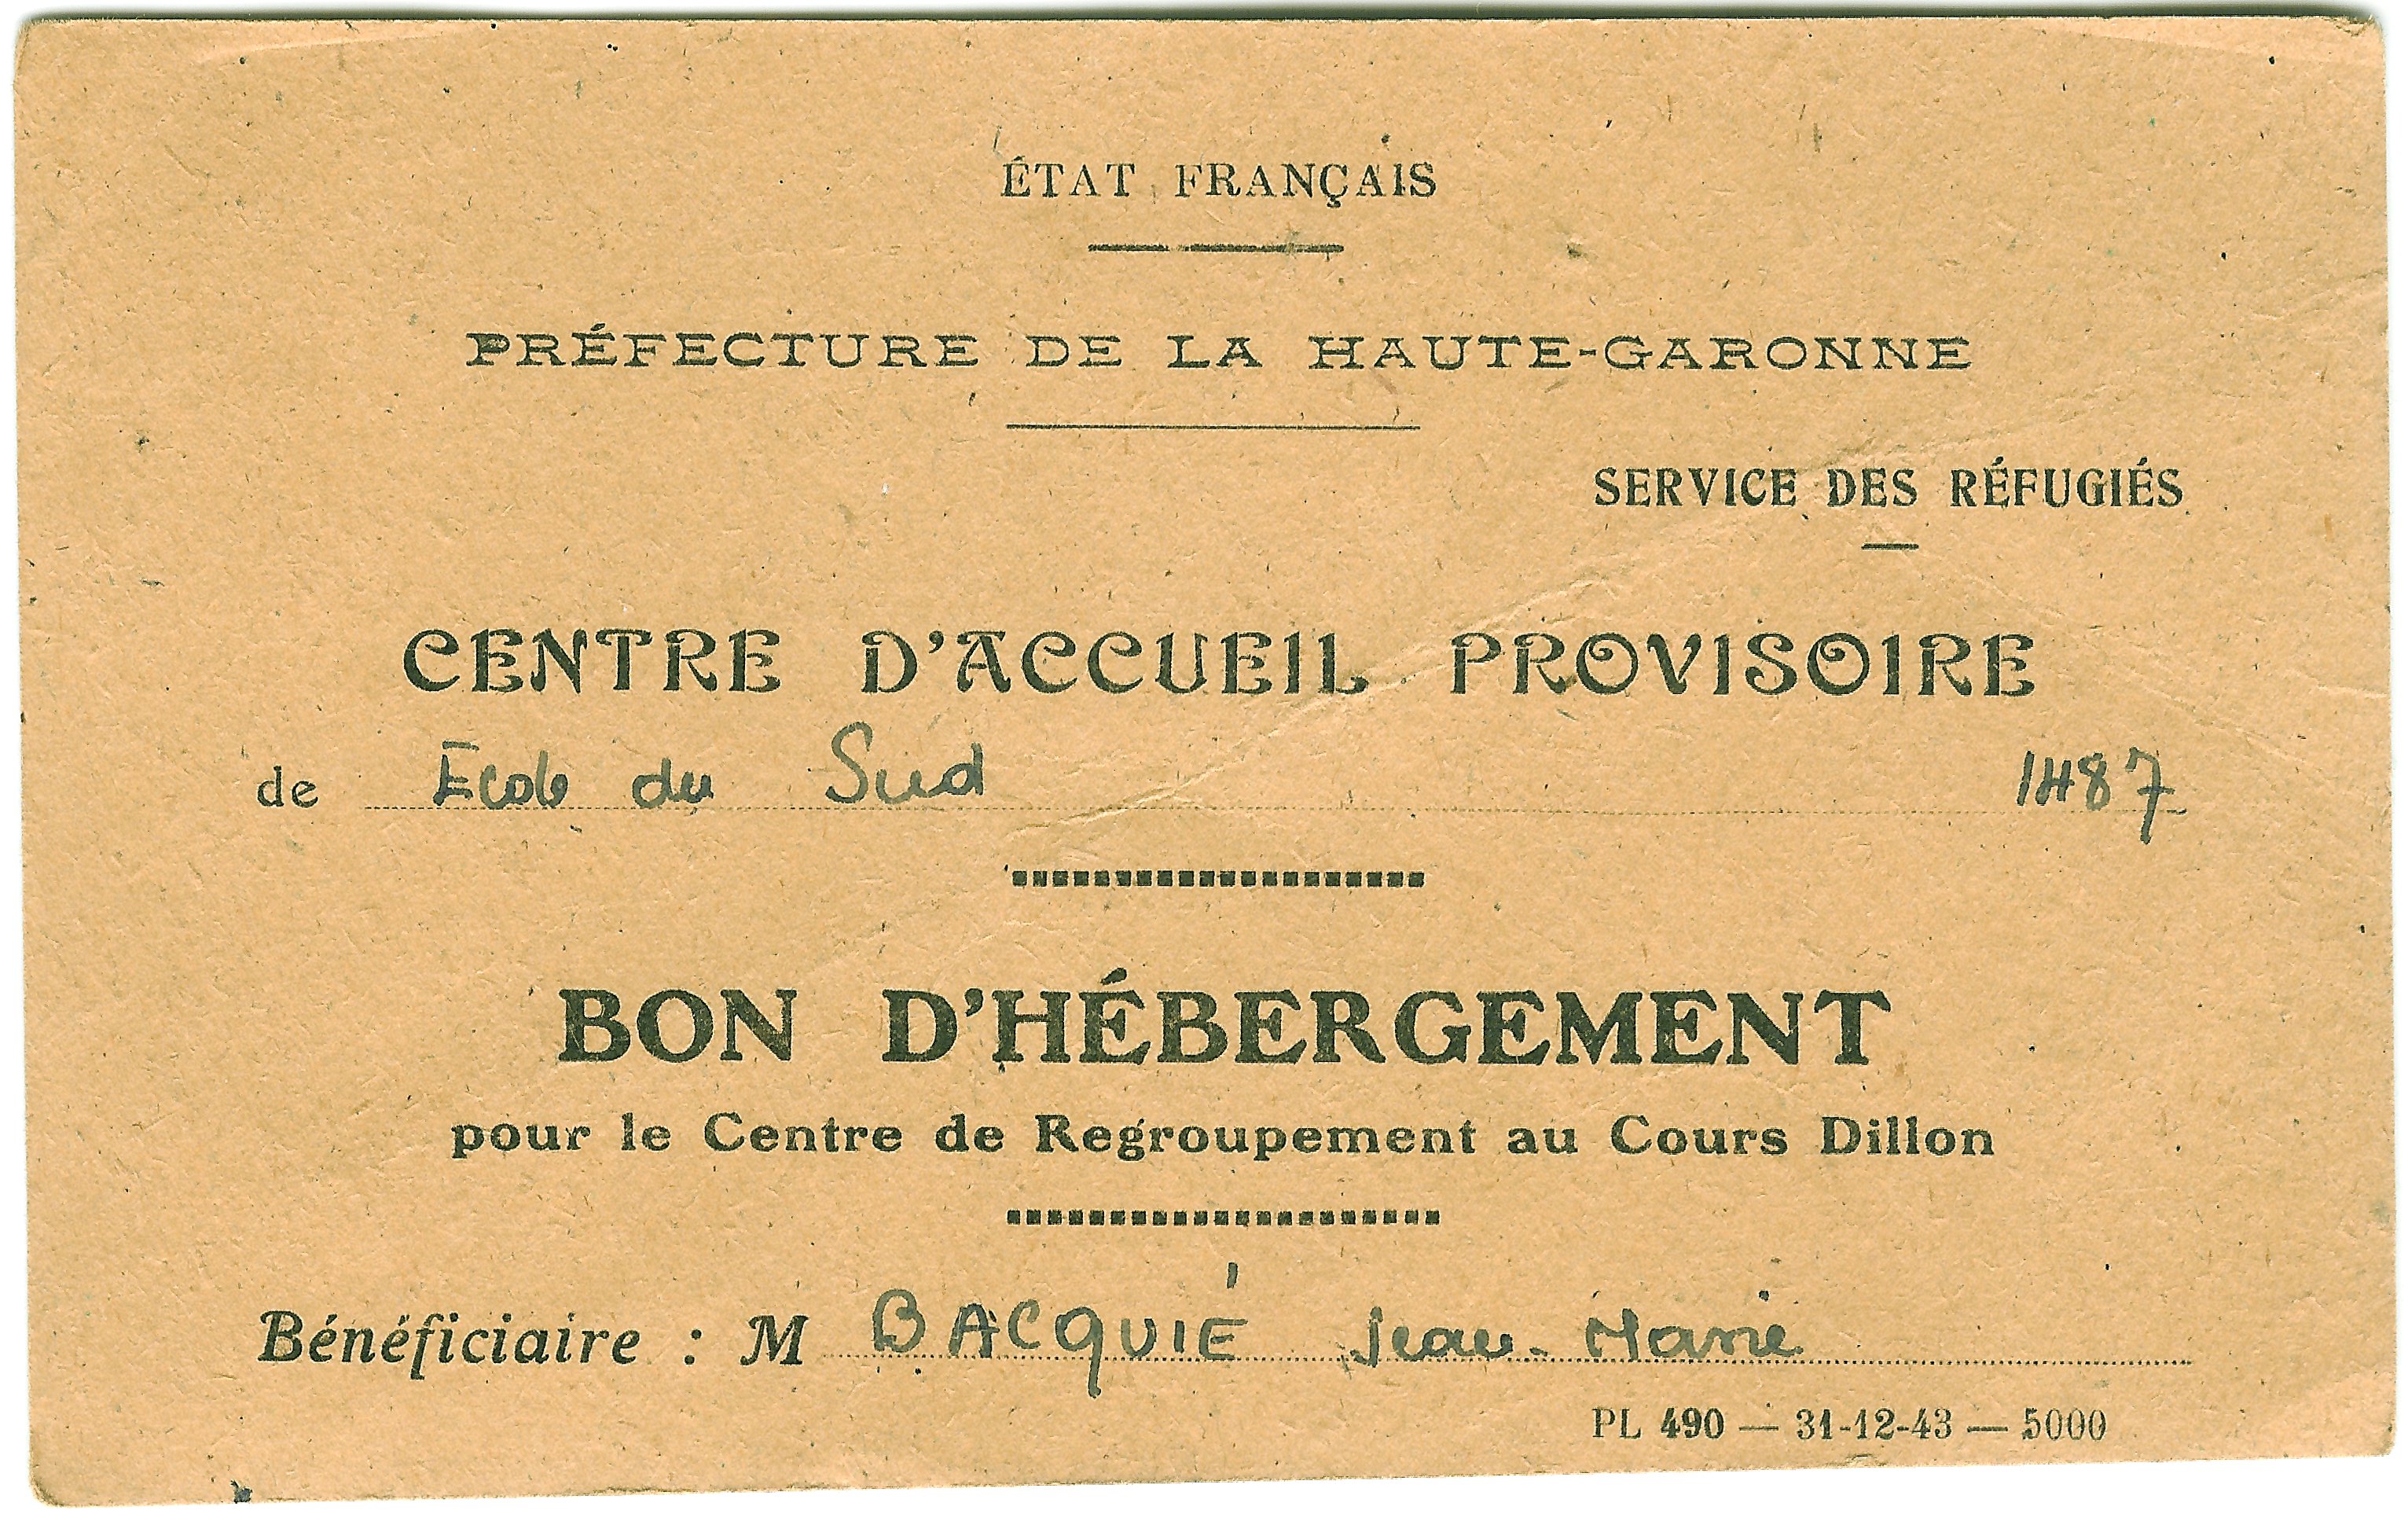 ÉTAT FRANÇAIS
PRÉFECTURE DE LA HAUTE-GARONNE
SERVICE DES RÉFUGIÉS
CENTRE D'ACCUEIL PROVISOIRE
de Ecole du Sud 1487
BON D'HÉBERGEMENT
pour le Centre de Regroupement au Cours Dillon
Bénéficiaire : M BACQUIÉ Jean-Marie
PL 490 — 31-12-43 — 5000